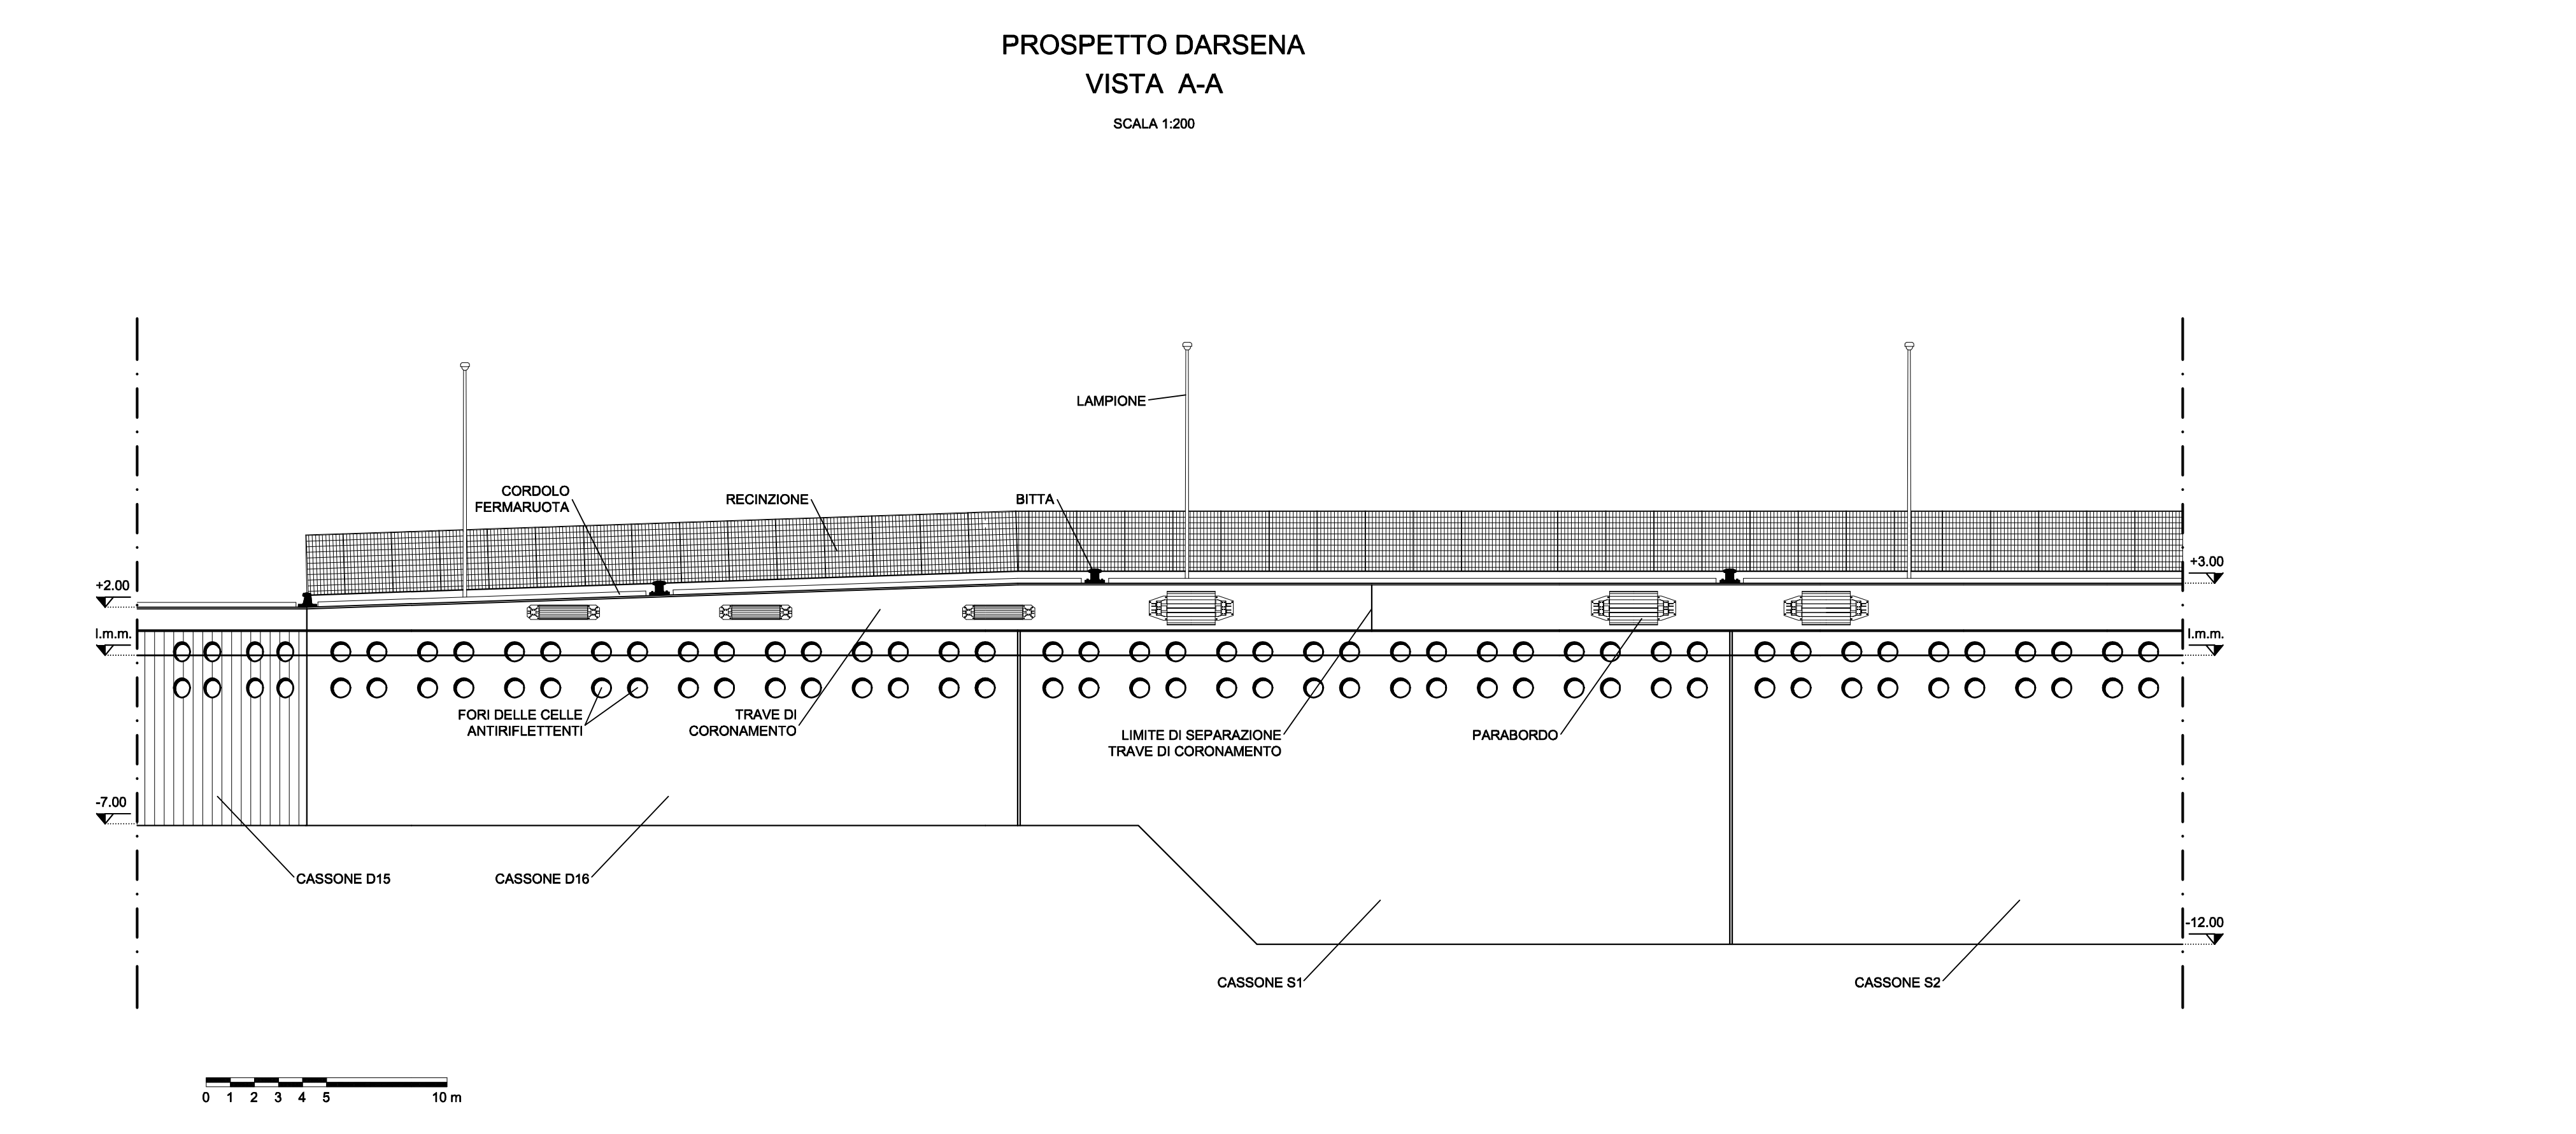 PROSPETTO DARSENA
VISTA A-A
SCALA 1:200
LAMPIONE
CORDOLO
FERMARUOTA
RECINZIONE
BITTA
+2.00
+3.00
l.m.m.
l.m.m.
FORI DELLE CELLE
ANTIRIFLETTENTI
TRAVE DI
CORONAMENTO
LIMITE DI SEPARAZIONE
TRAVE DI CORONAMENTO
PARABORDO
-7.00
CASSONE D15
CASSONE D16
-12.00
CASSONE S1
CASSONE S2
0 1 2 3 4 5 10 m